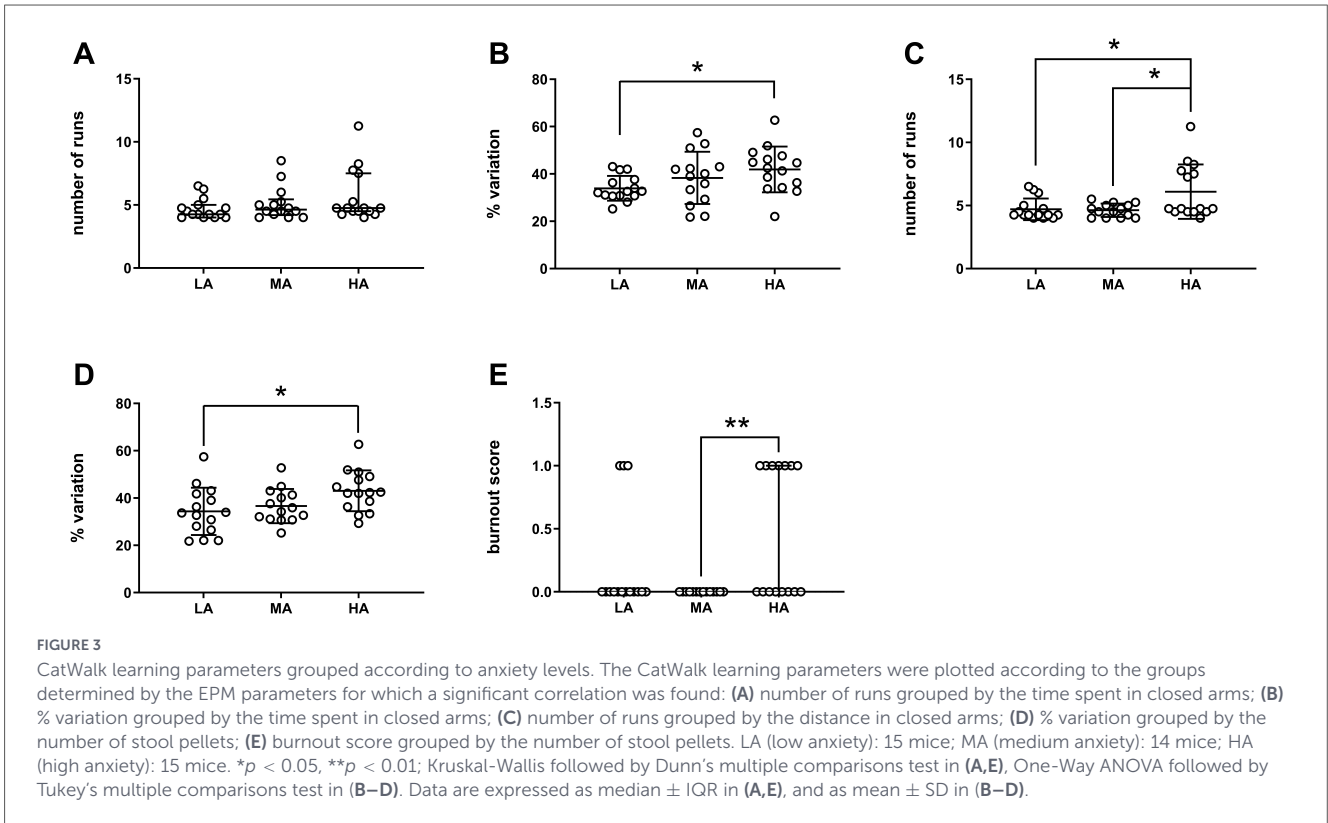 A
15
10
5
0
number of runs
LA
MA
HA
B
*
80
60
40
20
0
% variation
LA
MA
HA
C
*
*
15
10
5
0
number of runs
LA
MA
HA
D
*
80
60
40
20
0
% variation
LA
MA
HA
E
**
1.5
1.0
0.5
0.0
burnout score
LA
MA
HA
FIGURE 3
CatWalk learning parameters grouped according to anxiety levels. The CatWalk learning parameters were plotted according to the groups
determined by the EPM parameters for which a significant correlation was found: (A) number of runs grouped by the time spent in closed arms; (B)
% variation grouped by the time spent in closed arms; (C) number of runs grouped by the distance in closed arms; (D) % variation grouped by the
number of stool pellets; (E) burnout score grouped by the number of stool pellets. LA (low anxiety): 15 mice; MA (medium anxiety): 14 mice; HA
(high anxiety): 15 mice. *p < 0.05, **p < 0.01; Kruskal-Wallis followed by Dunn's multiple comparisons test in (A,E), One-Way ANOVA followed by
Tukey's multiple comparisons test in (B–D). Data are expressed as median ± IQR in (A,E), and as mean ± SD in (B–D).